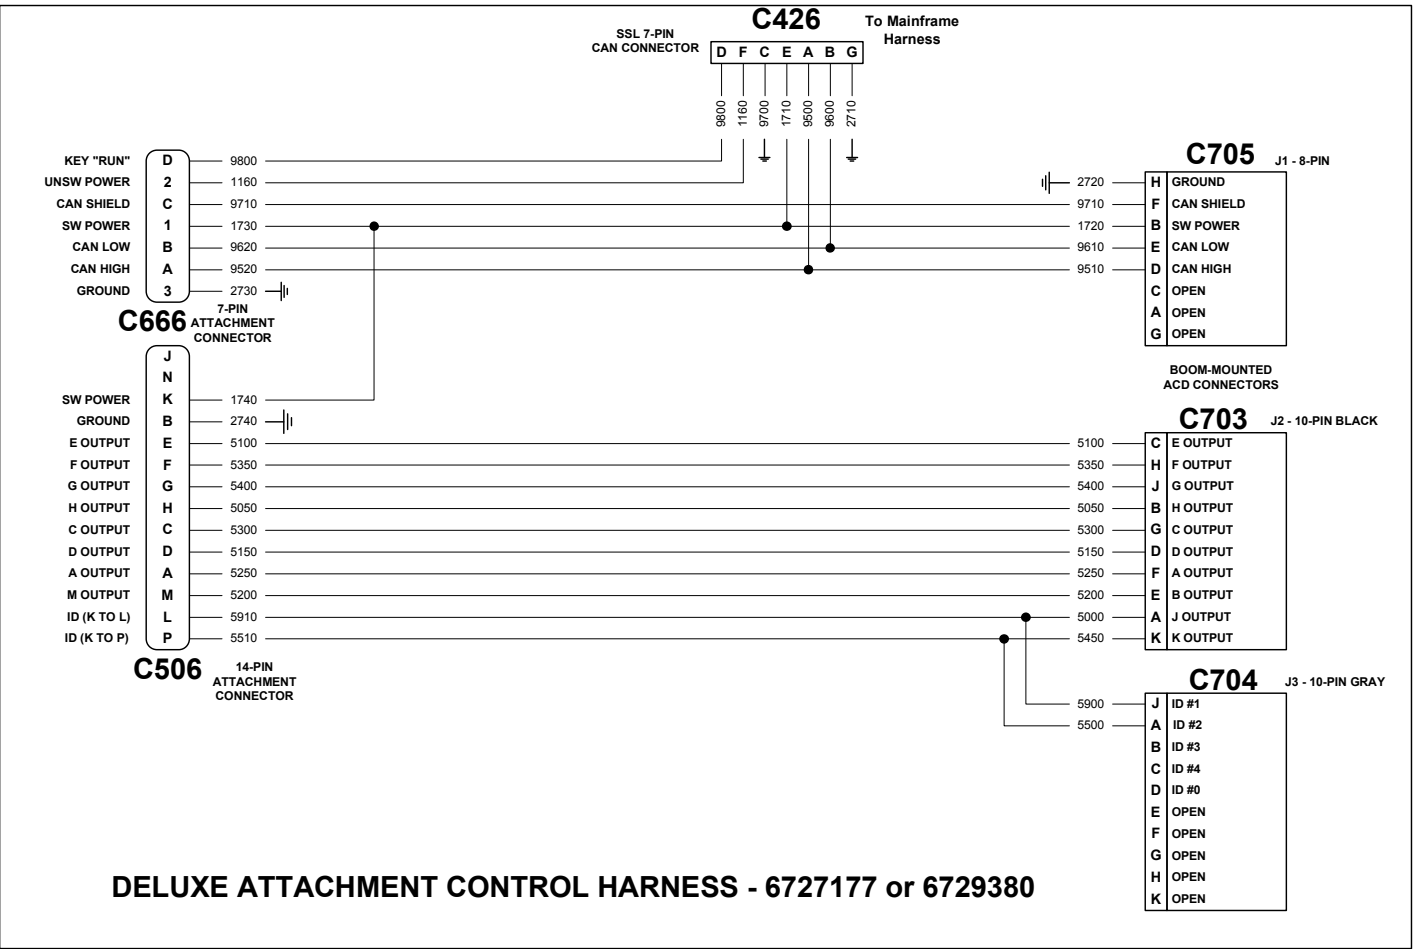 C426
To Mainframe
Harness
SSL 7-PIN
CAN CONNECTOR
D F C E A B G
9800 1160 9700 1710 9500 9600 2710
C705 J1 - 8-PIN
KEY "RUN" D 9800
UNSW POWER 2 1160 2720 H GROUND
CAN SHIELD C 9710 9710 F CAN SHIELD
SW POWER 1 1730 1720 B SW POWER
CAN LOW B 9620 9610 E CAN LOW
CAN HIGH A 9520 9510 D CAN HIGH
GROUND 3 2730 C OPEN
A OPEN
G OPEN
C666
7-PIN
ATTACHMENT
CONNECTOR
BOOM-MOUNTED
ACD CONNECTORS
J
N
SW POWER K 1740
C703 J2 - 10-PIN BLACK
GROUND B 2740
E OUTPUT E 5100 5100 C E OUTPUT
F OUTPUT F 5350 5350 H F OUTPUT
G OUTPUT G 5400 5400 J G OUTPUT
H OUTPUT H 5050 5050 B H OUTPUT
C OUTPUT C 5300 5300 G C OUTPUT
D OUTPUT D 5150 5150 D D OUTPUT
A OUTPUT A 5250 5250 F A OUTPUT
M OUTPUT M 5200 5200 E B OUTPUT
ID (K TO L) L 5910 5000 A J OUTPUT
ID (K TO P) P 5510 5450 K K OUTPUT
C506
14-PIN
ATTACHMENT
CONNECTOR
C704 J3 - 10-PIN GRAY
5900 J ID #1
5500 A ID #2
B ID #3
C ID #4
D ID #0
E OPEN
F OPEN
G OPEN
H OPEN
K OPEN
DELUXE ATTACHMENT CONTROL HARNESS - 6727177 or 6729380